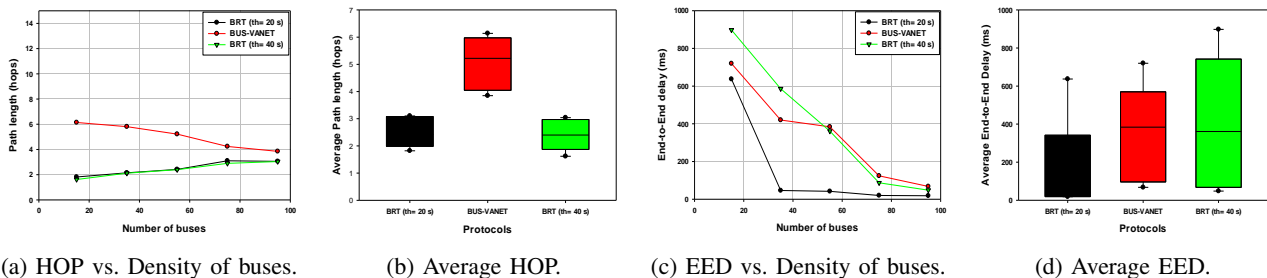 Path length (hops)
16
14
12
10
8
6
4
2
0
0
20
40
60
80
100
Number of buses
BRT (th= 20 s)
BUS-VANET
BRT (th= 40 s)
(a) HOP vs. Density of buses.
Average Path length (hops)
7
6
5
4
3
2
1
0
BRT (th= 20 s)
BUS-VANET
BRT (th= 40 s)
Protocols
(b) Average HOP.
End-to-End delay (ms)
1000
800
600
400
200
0
0
20
40
60
80
100
Number of buses
BRT (th= 20 s)
BUS-VANET
BRT (th= 40 s)
(c) EED vs. Density of buses.
Average End-to-End Delay (ms)
1000
800
600
400
200
0
BRT (th= 20 s)
BUS-VANET
BRT (th= 40 s)
Protocols
(d) Average EED.